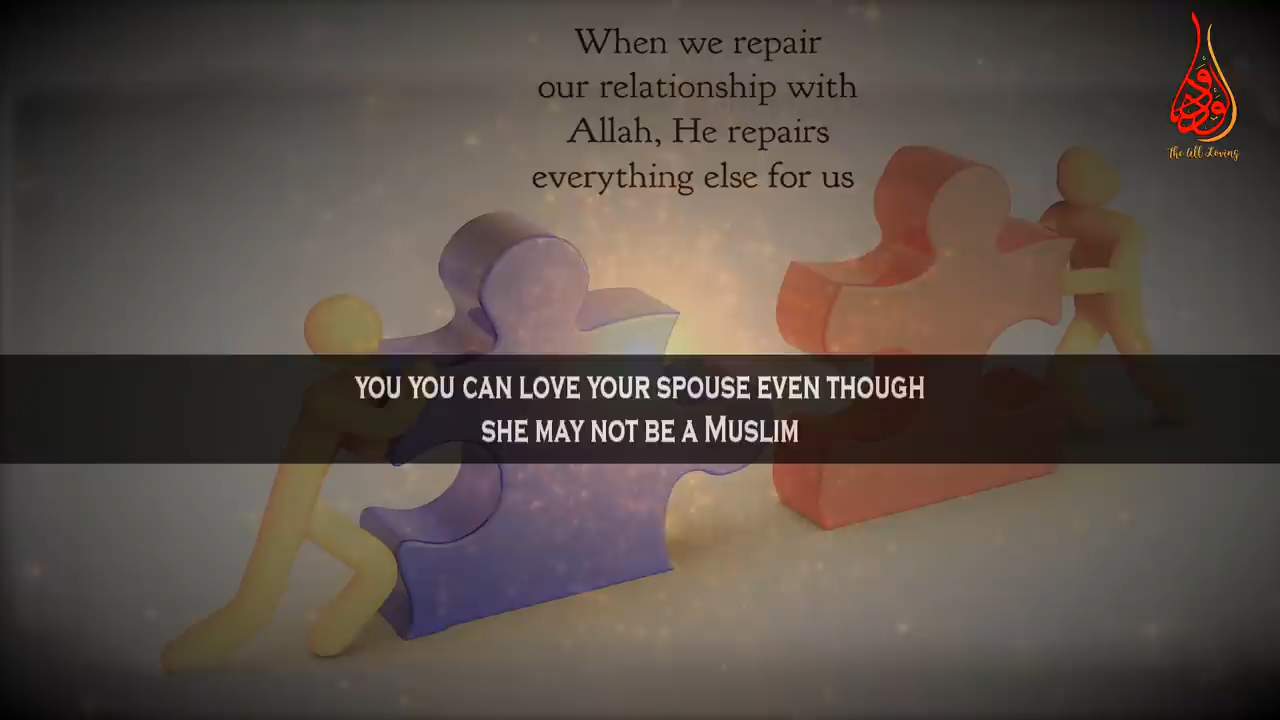 When we repair
our relationship with
Allah, He repairs
everything else for us
الودود
The All Loving
YOU YOU CAN LOVE YOUR SPOUSE EVEN THOUGH
SHE MAY NOT BE A MUSLIM